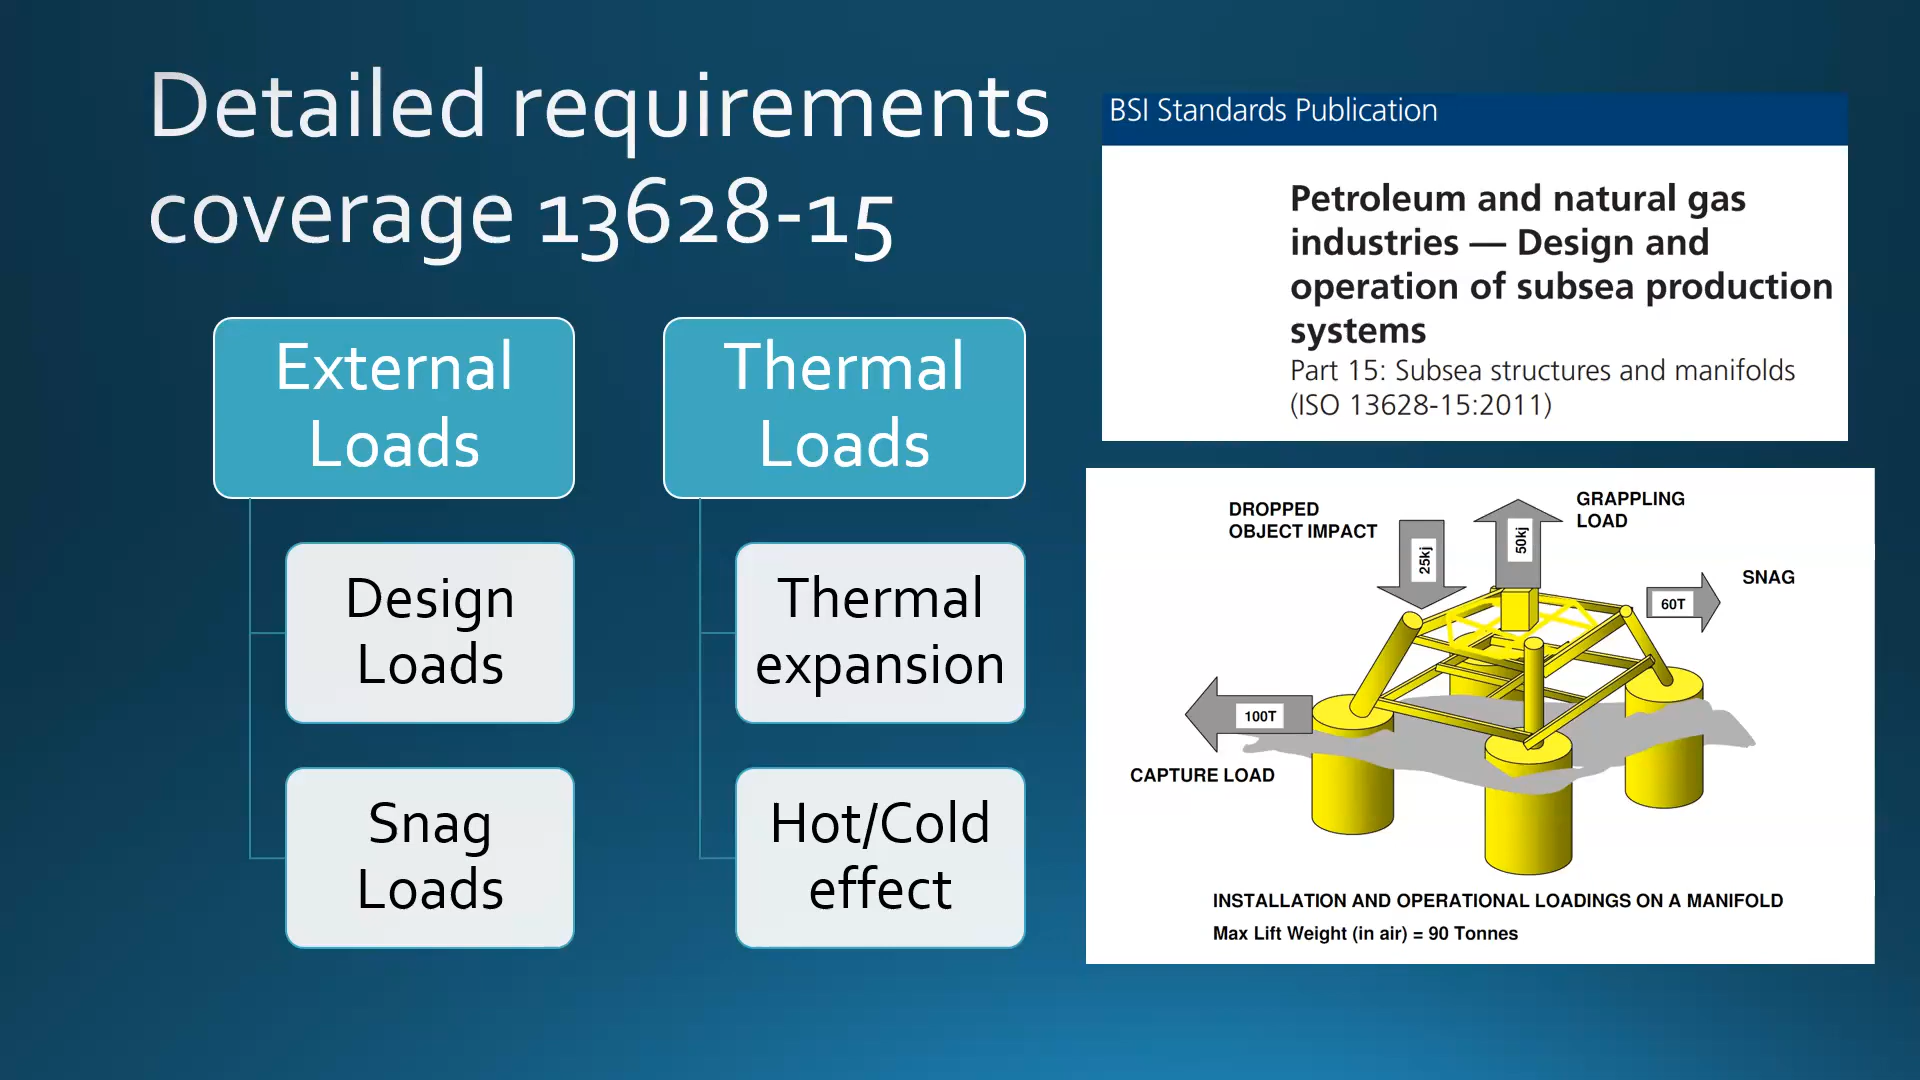 Detailed requirements
coverage 13628-15
External
Loads
Design
Loads
Snag
Loads
Thermal
Loads
Thermal
expansion
Hot/Cold
effect
BSI Standards Publication
Petroleum and natural gas
industries — Design and
operation of subsea production
systems
Part 15: Subsea structures and manifolds
(ISO 13628-15:2011)
DROPPED
OBJECT IMPACT
25kj
50kj
GRAPPLING
LOAD
SNAG
60T
100T
CAPTURE LOAD
INSTALLATION AND OPERATIONAL LOADINGS ON A MANIFOLD
Max Lift Weight (in air) = 90 Tonnes